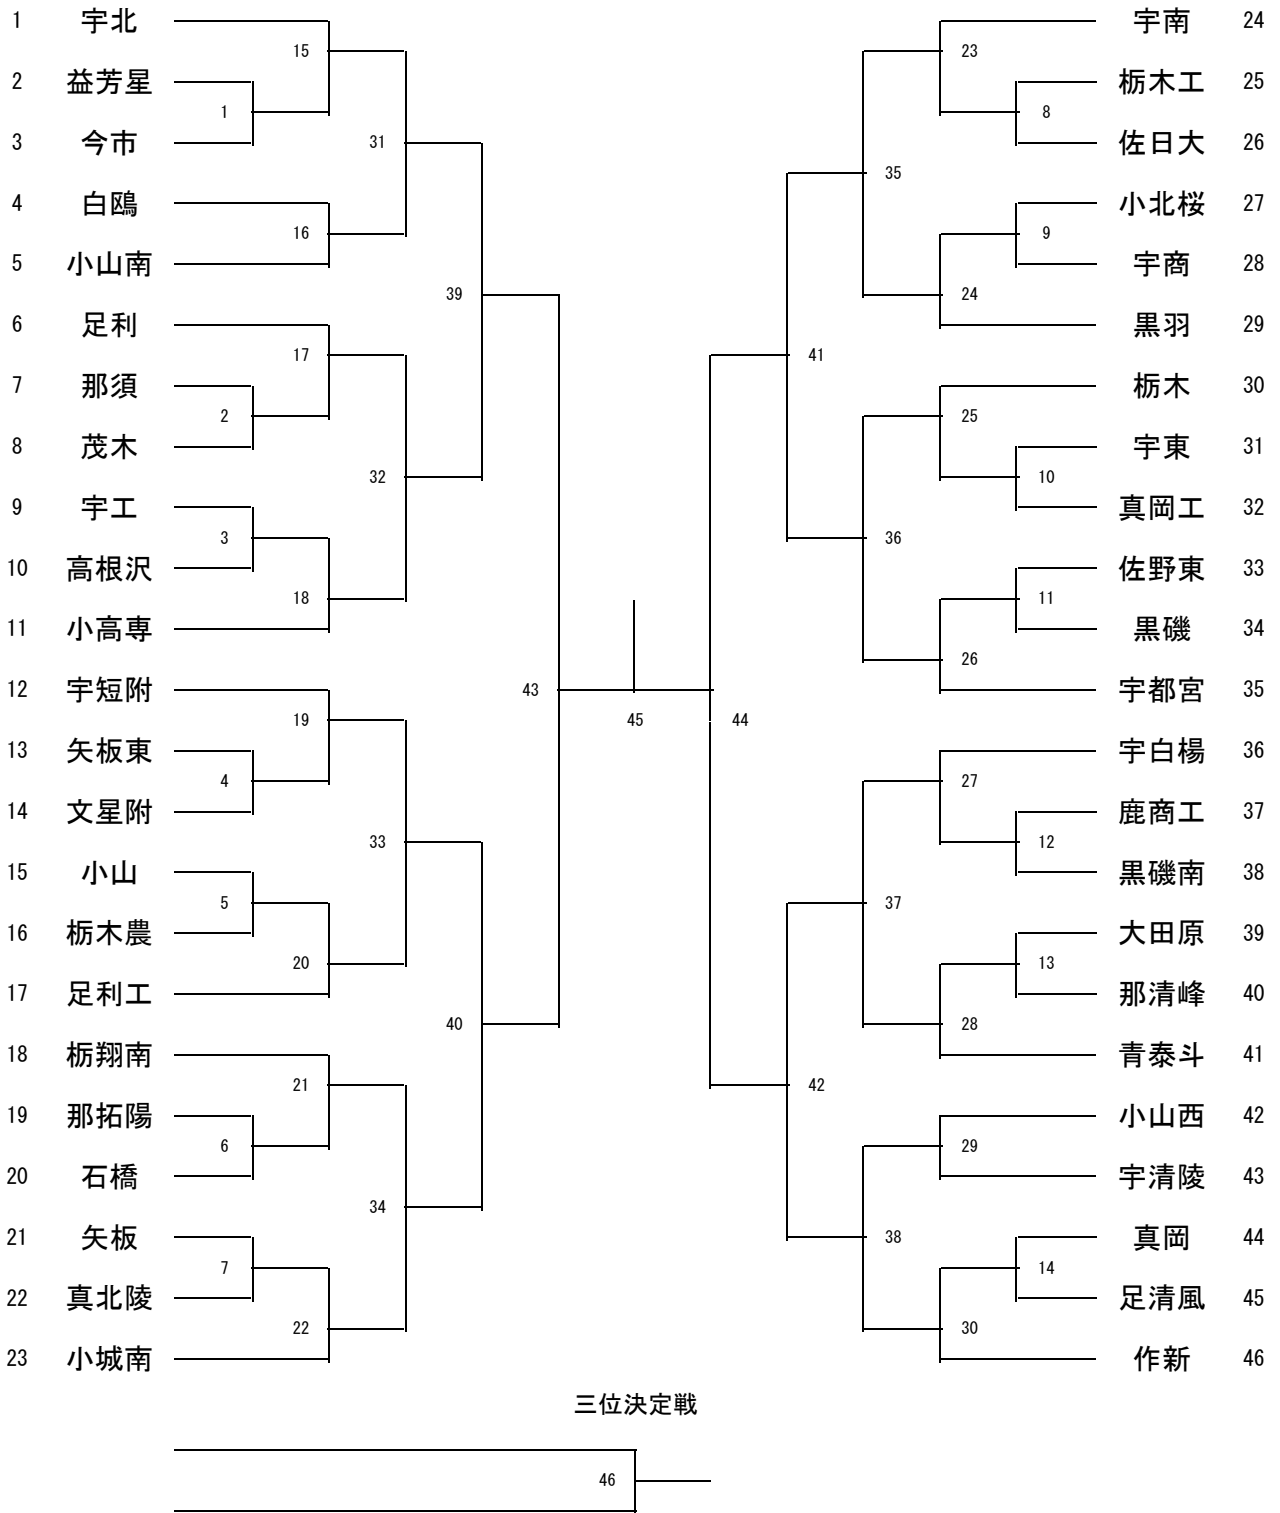 1 宇北 宇南 24
15 23
2 益芳星 栃木工 25
1 8
3 今市 31 佐日大 26
35
4 白鴎 小北桜 27
16 9
5 小山南 宇商 28
39 24
6 足利 黒羽 29
17 41
7 那須 栃木 30
2 25
8 茂木 宇東 31
32 10
9 宇工 真岡工 32
3 36
10 高根沢 佐野東 33
18 11
11 小高専 黒磯 34
26
12 宇短附 43 宇都宮 35
19 45 44
13 矢板東 宇白楊 36
4 27
14 文星附 鹿商工 37
33 12
15 小山 黒磯南 38
5 37
16 栃木農 大田原 39
20 13
17 足利工 那清峰 40
40 28
18 栃翔南 青泰斗 41
21 42
19 那拓陽 小山西 42
6 29
20 石橋 宇清陵 43
34
21 矢板 38 真岡 44
7 14
22 真北陵 足清風 45
22 30
23 小城南 作新 46
三位決定戦
46